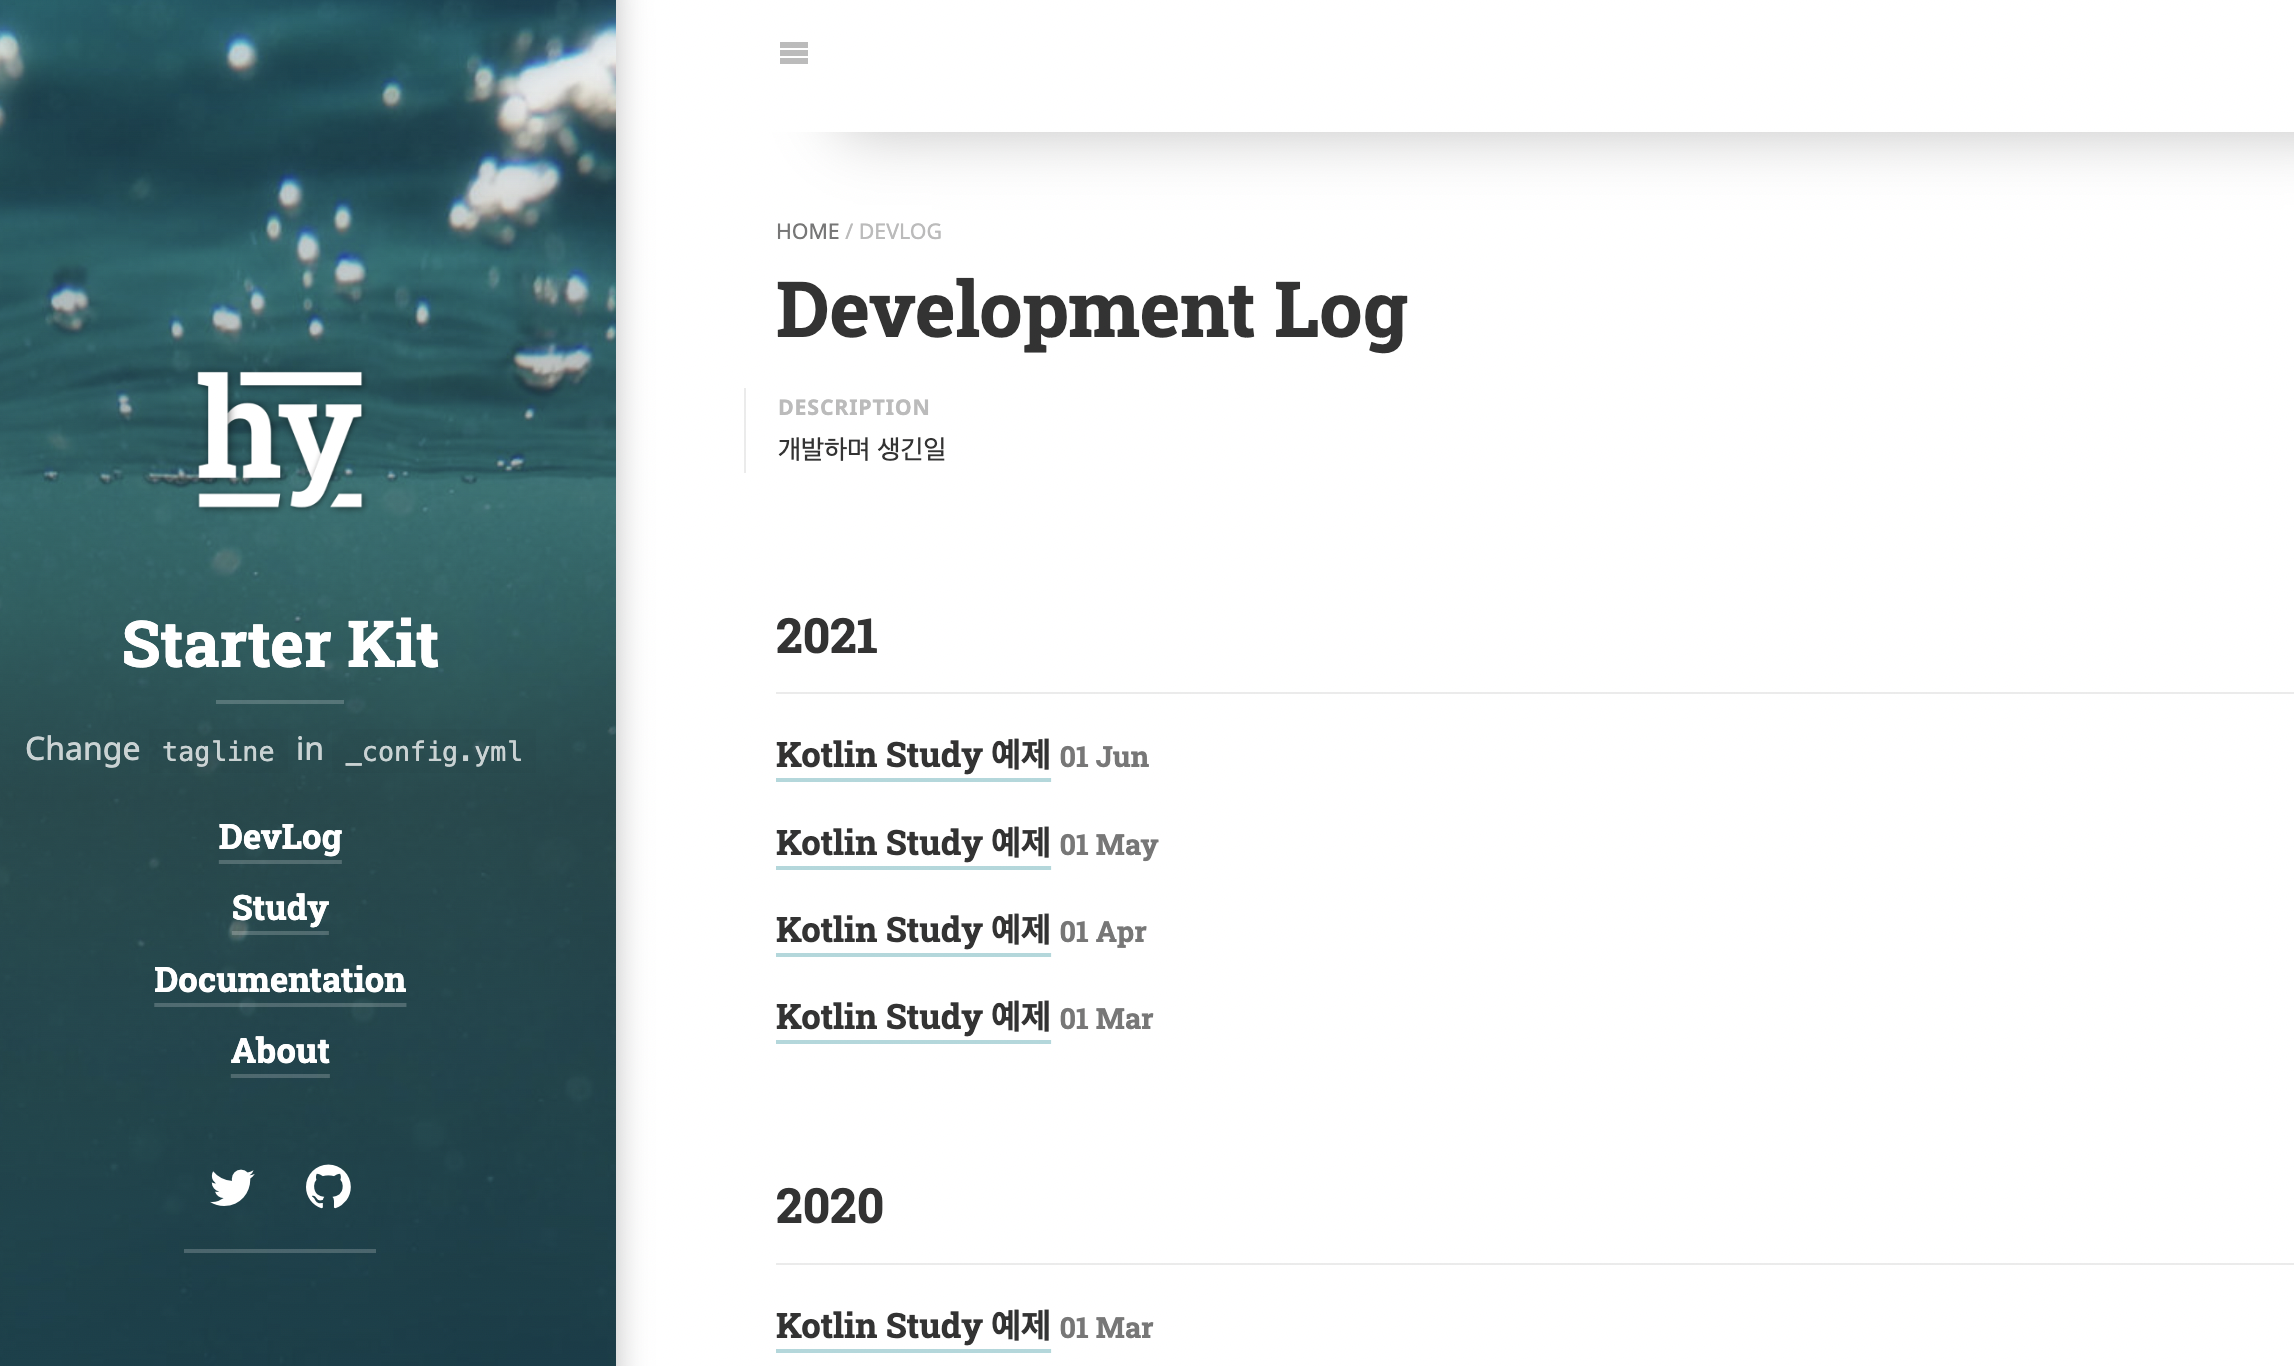 hy
Starter Kit
Change tagline in _config.yml
DevLog
Study
Documentation
About
HOME / DEVLOG
Development Log
DESCRIPTION
개발하며 생긴일
2021
Kotlin Study 예제 01 Jun
Kotlin Study 예제 01 May
Kotlin Study 예제 01 Apr
Kotlin Study 예제 01 Mar
2020
Kotlin Study 예제 01 Mar